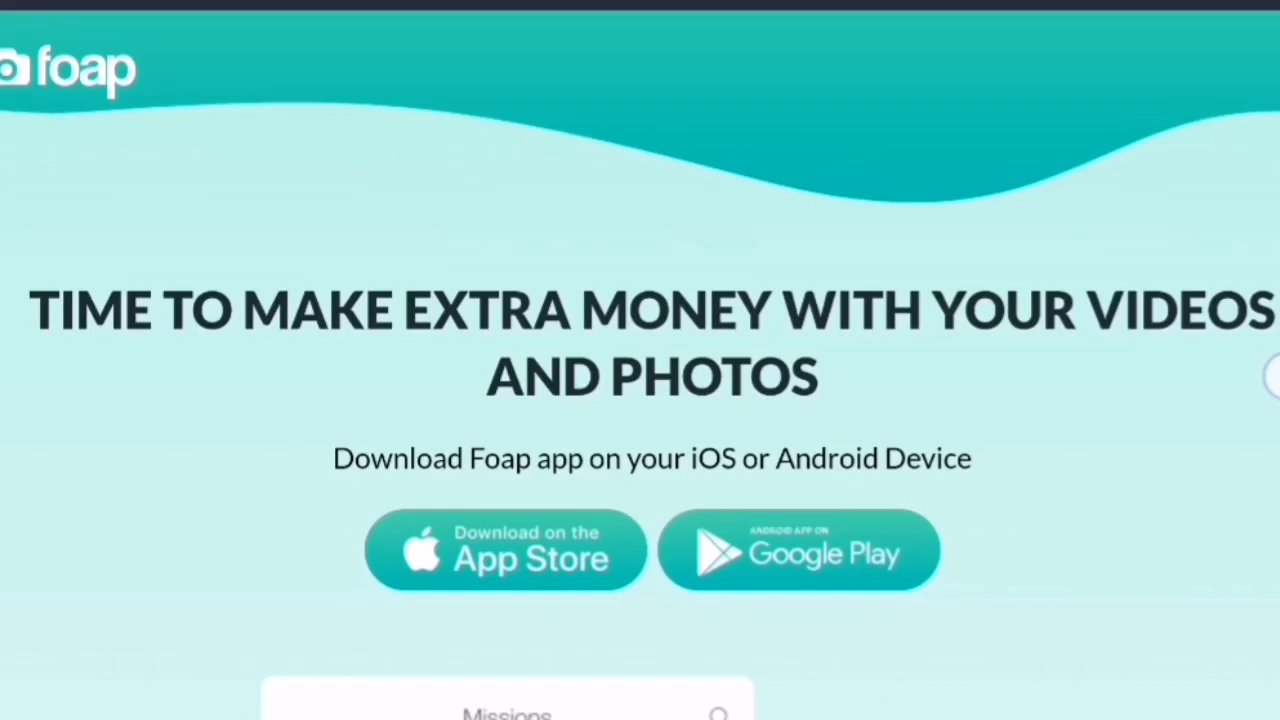 foap
TIME TO MAKE EXTRA MONEY WITH YOUR VIDEOS
AND PHOTOS
Download Foap app on your iOS or Android Device
Download on the
App Store
ANDROID APP ON
Google Play
Missions